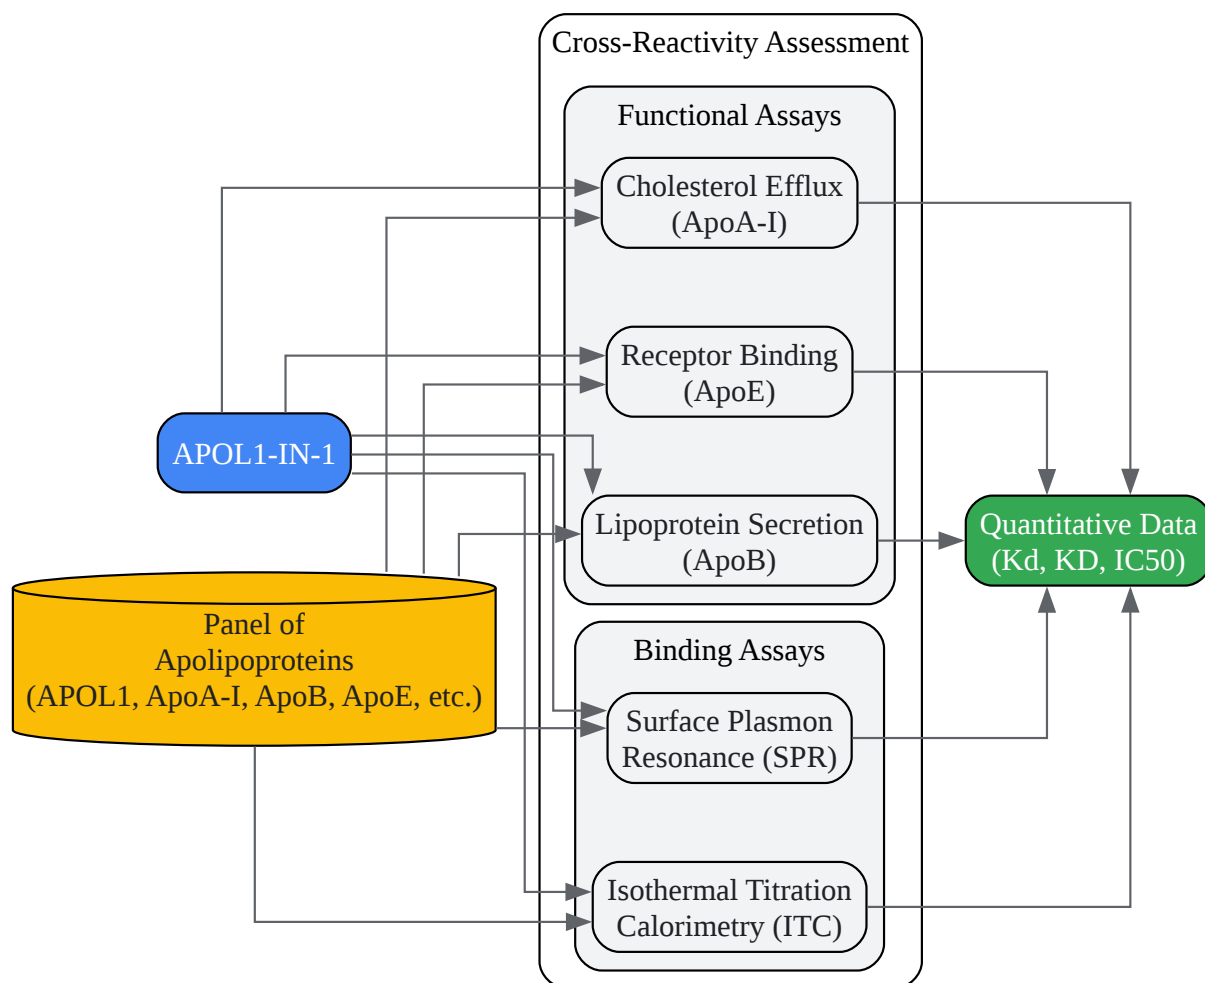 Cross-Reactivity Assessment
Functional Assays
Cholesterol Efflux
(ApoA-I)
Receptor Binding
(ApoE)
APOL1-IN-1
Lipoprotein Secretion
(ApoB)
Quantitative Data
(Kd, KD, IC50)
Panel of
Apolipoproteins
(APOL1, ApoA-I, ApoB, ApoE, etc.)
Binding Assays
Surface Plasmon
Resonance (SPR)
Isothermal Titration
Calorimetry (ITC)